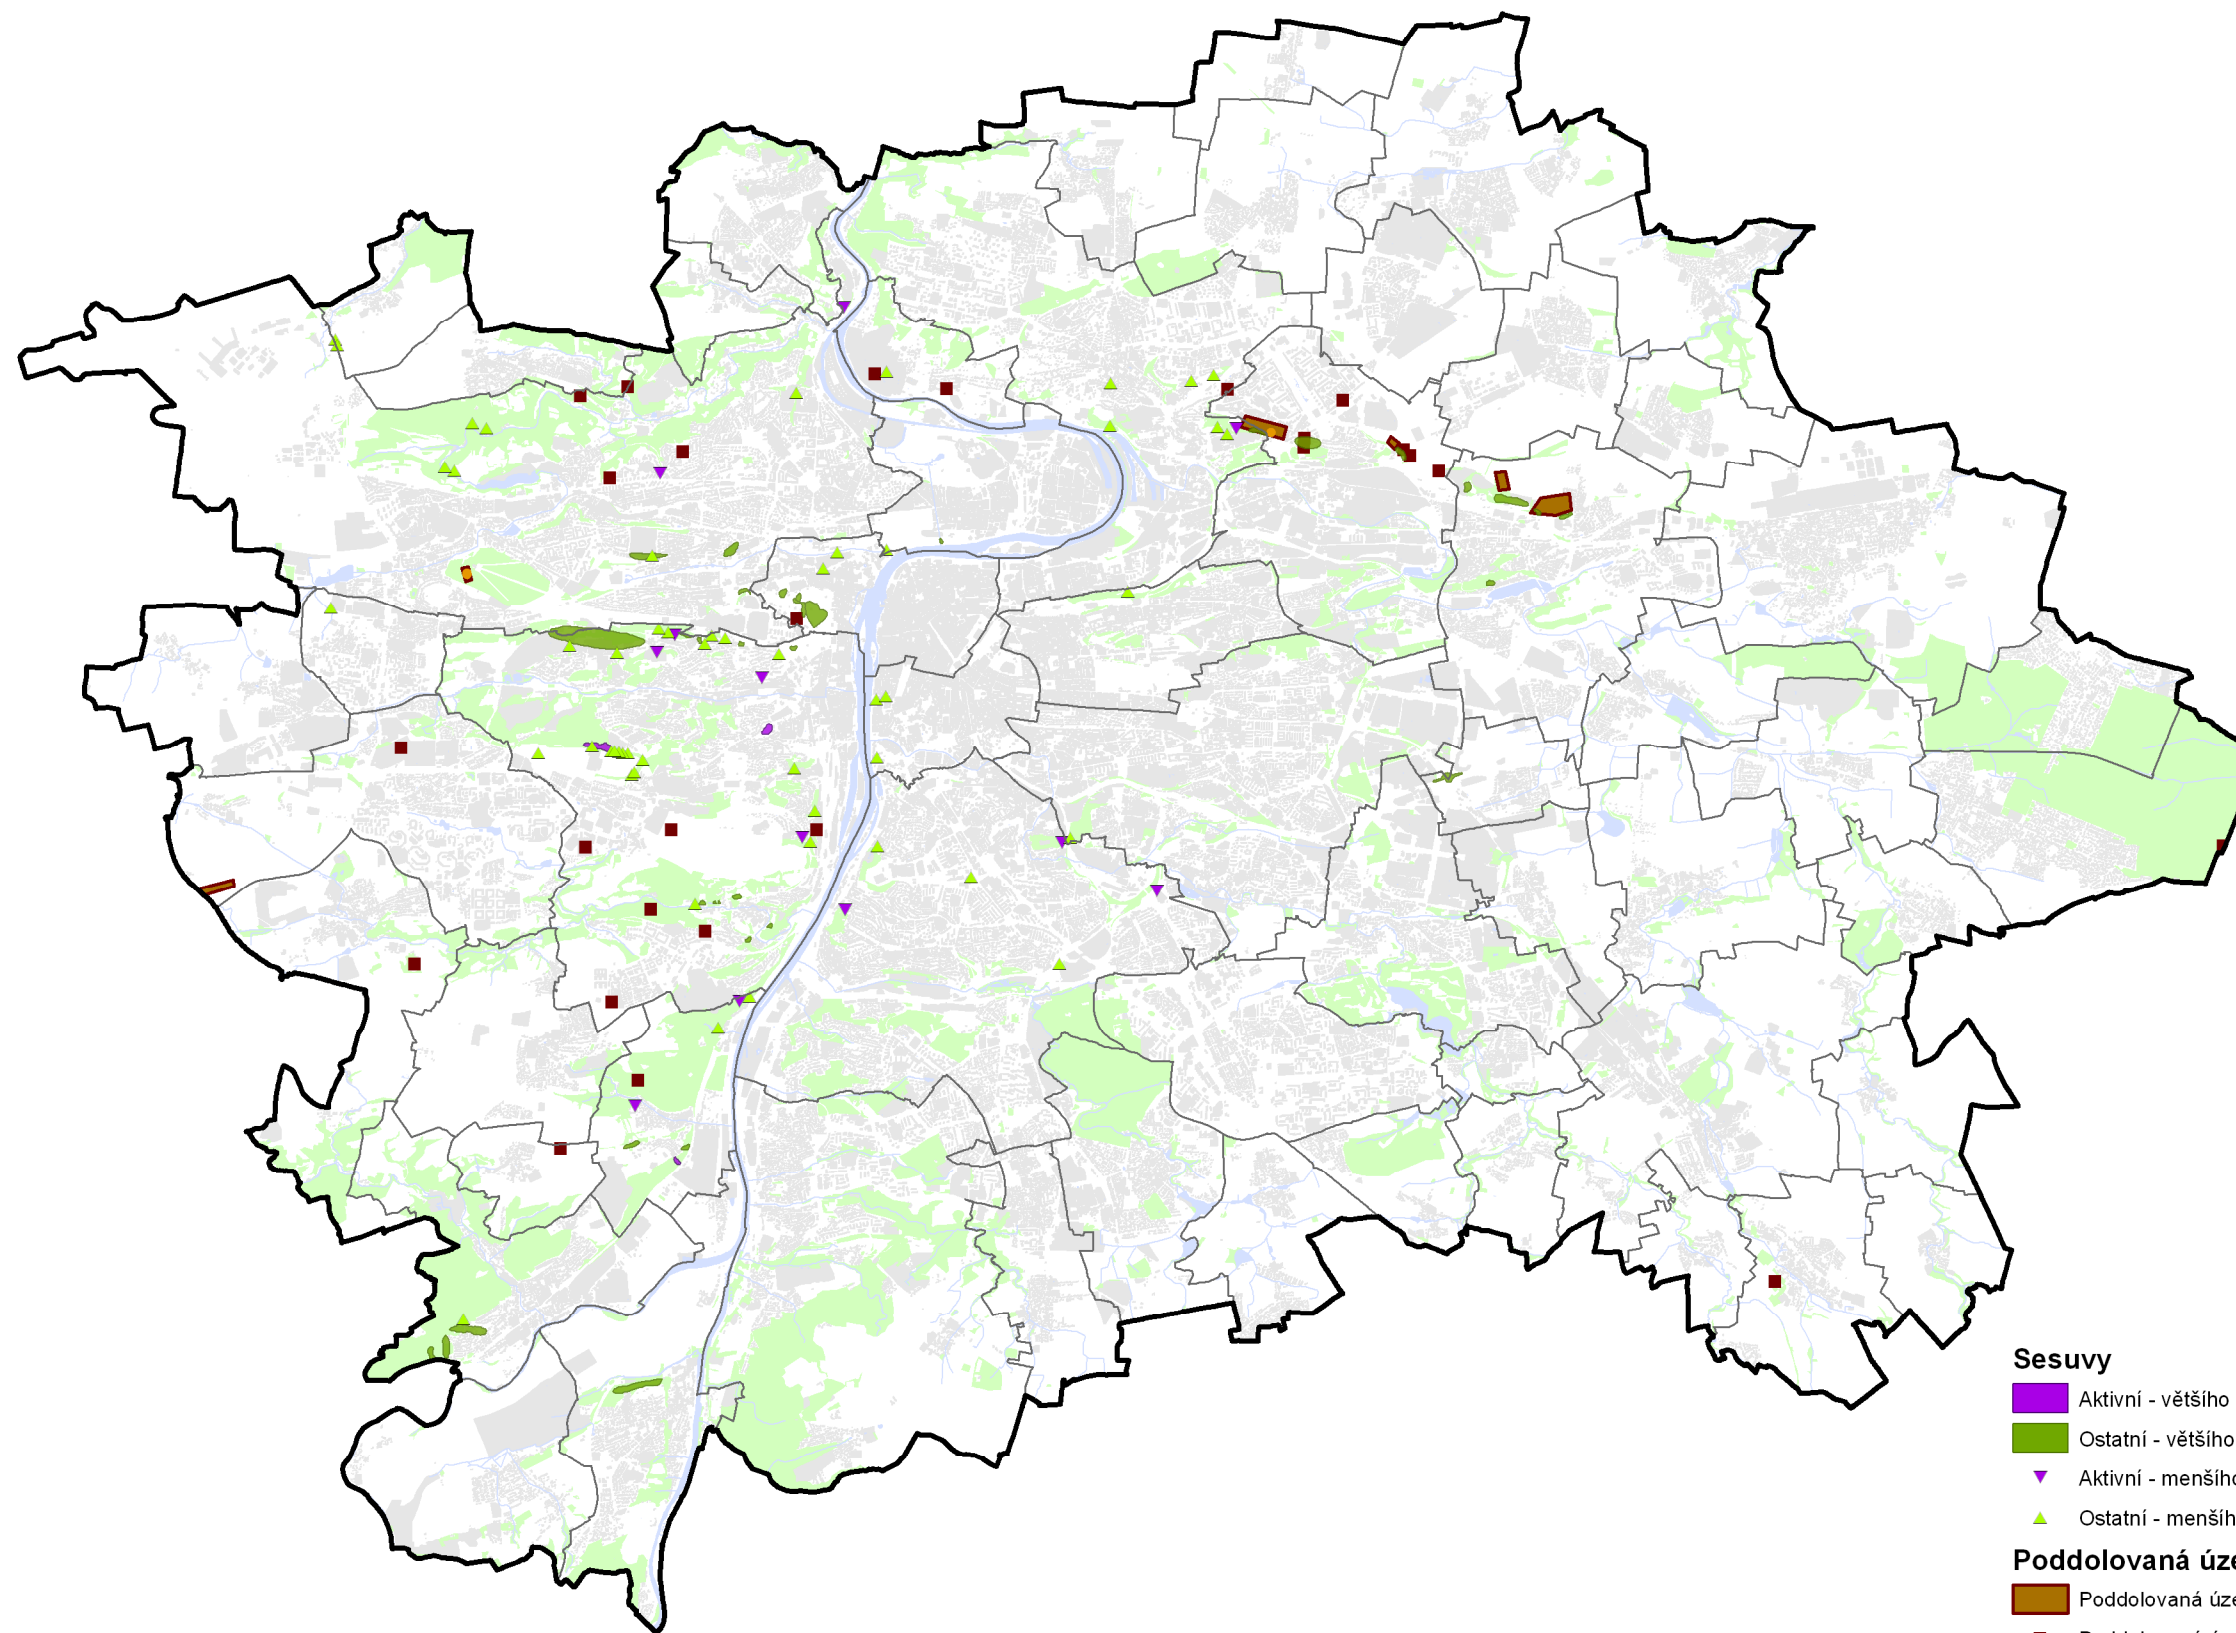 Sesuvy
Aktivní - většího
Ostatní - většího
Aktivní - menšího
Ostatní - menšíh
Poddolovaná úze
Poddolovaná úze